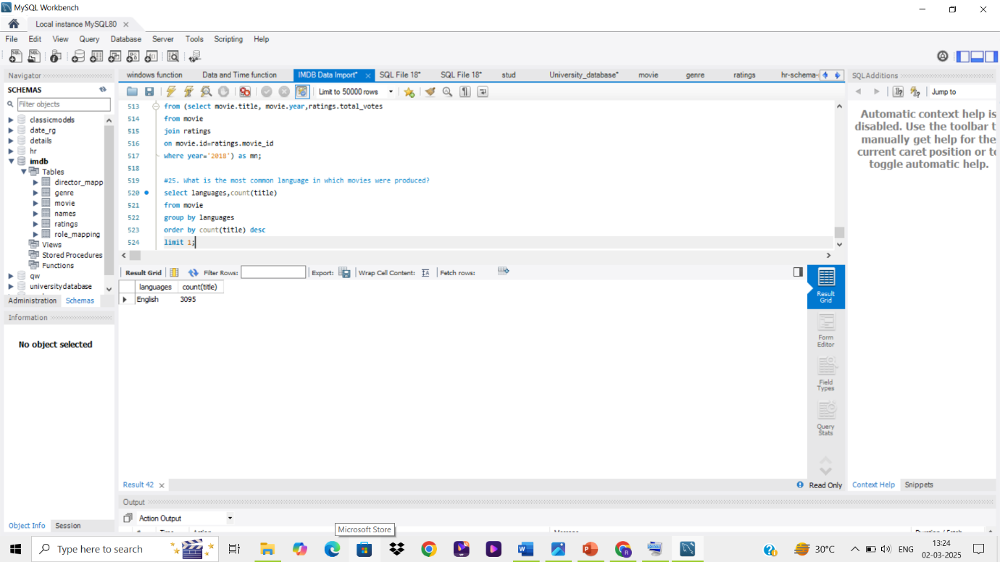 MySQL Workbench
Local instance MySQL80
File Edit View Query Database Server Tools Scripting Help
Navigator
SCHEMAS
Filter objects
classicmodels
date_rg
details
hr
imdb
Tables
director_mapp
genre
movie
names
ratings
role_mapping
Views
Stored Procedures
Functions
qw
universitydatabase
Administration Schemas
Information
No object selected
Object Info Session
windows function Data and Time function IMDB Data Import* SQL File 18* SQL File 18* stud University_database* movie genre ratings hr-schema-
Limit to 50000 rows
513 from (select movie.title, movie.year,ratings.total_votes
514 from movie
515 join ratings
516 on movie.id=ratings.movie_id
517 where year='2018') as mn;
518
519 #25. What is the most common language in which movies were produced?
520 select languages,count(title)
521 from movie
522 group by languages
523 order by count(title) desc
524 limit 1;
Result Grid Filter Rows: Export: Wrap Cell Content: Fetch rows:
languages count(title)
English 3095
Result Grid
Form Editor
Field Types
Query Stats
Result 42
Read Only
Output
Action Output
SQLAdditions
Jump to
Automatic context help is
disabled. Use the toolbar t
manually get help for the
current caret position or to
toggle automatic help.
Context Help Snippets
Microsoft Store
Type here to search
30°C
ENG
13:24
02-03-2025